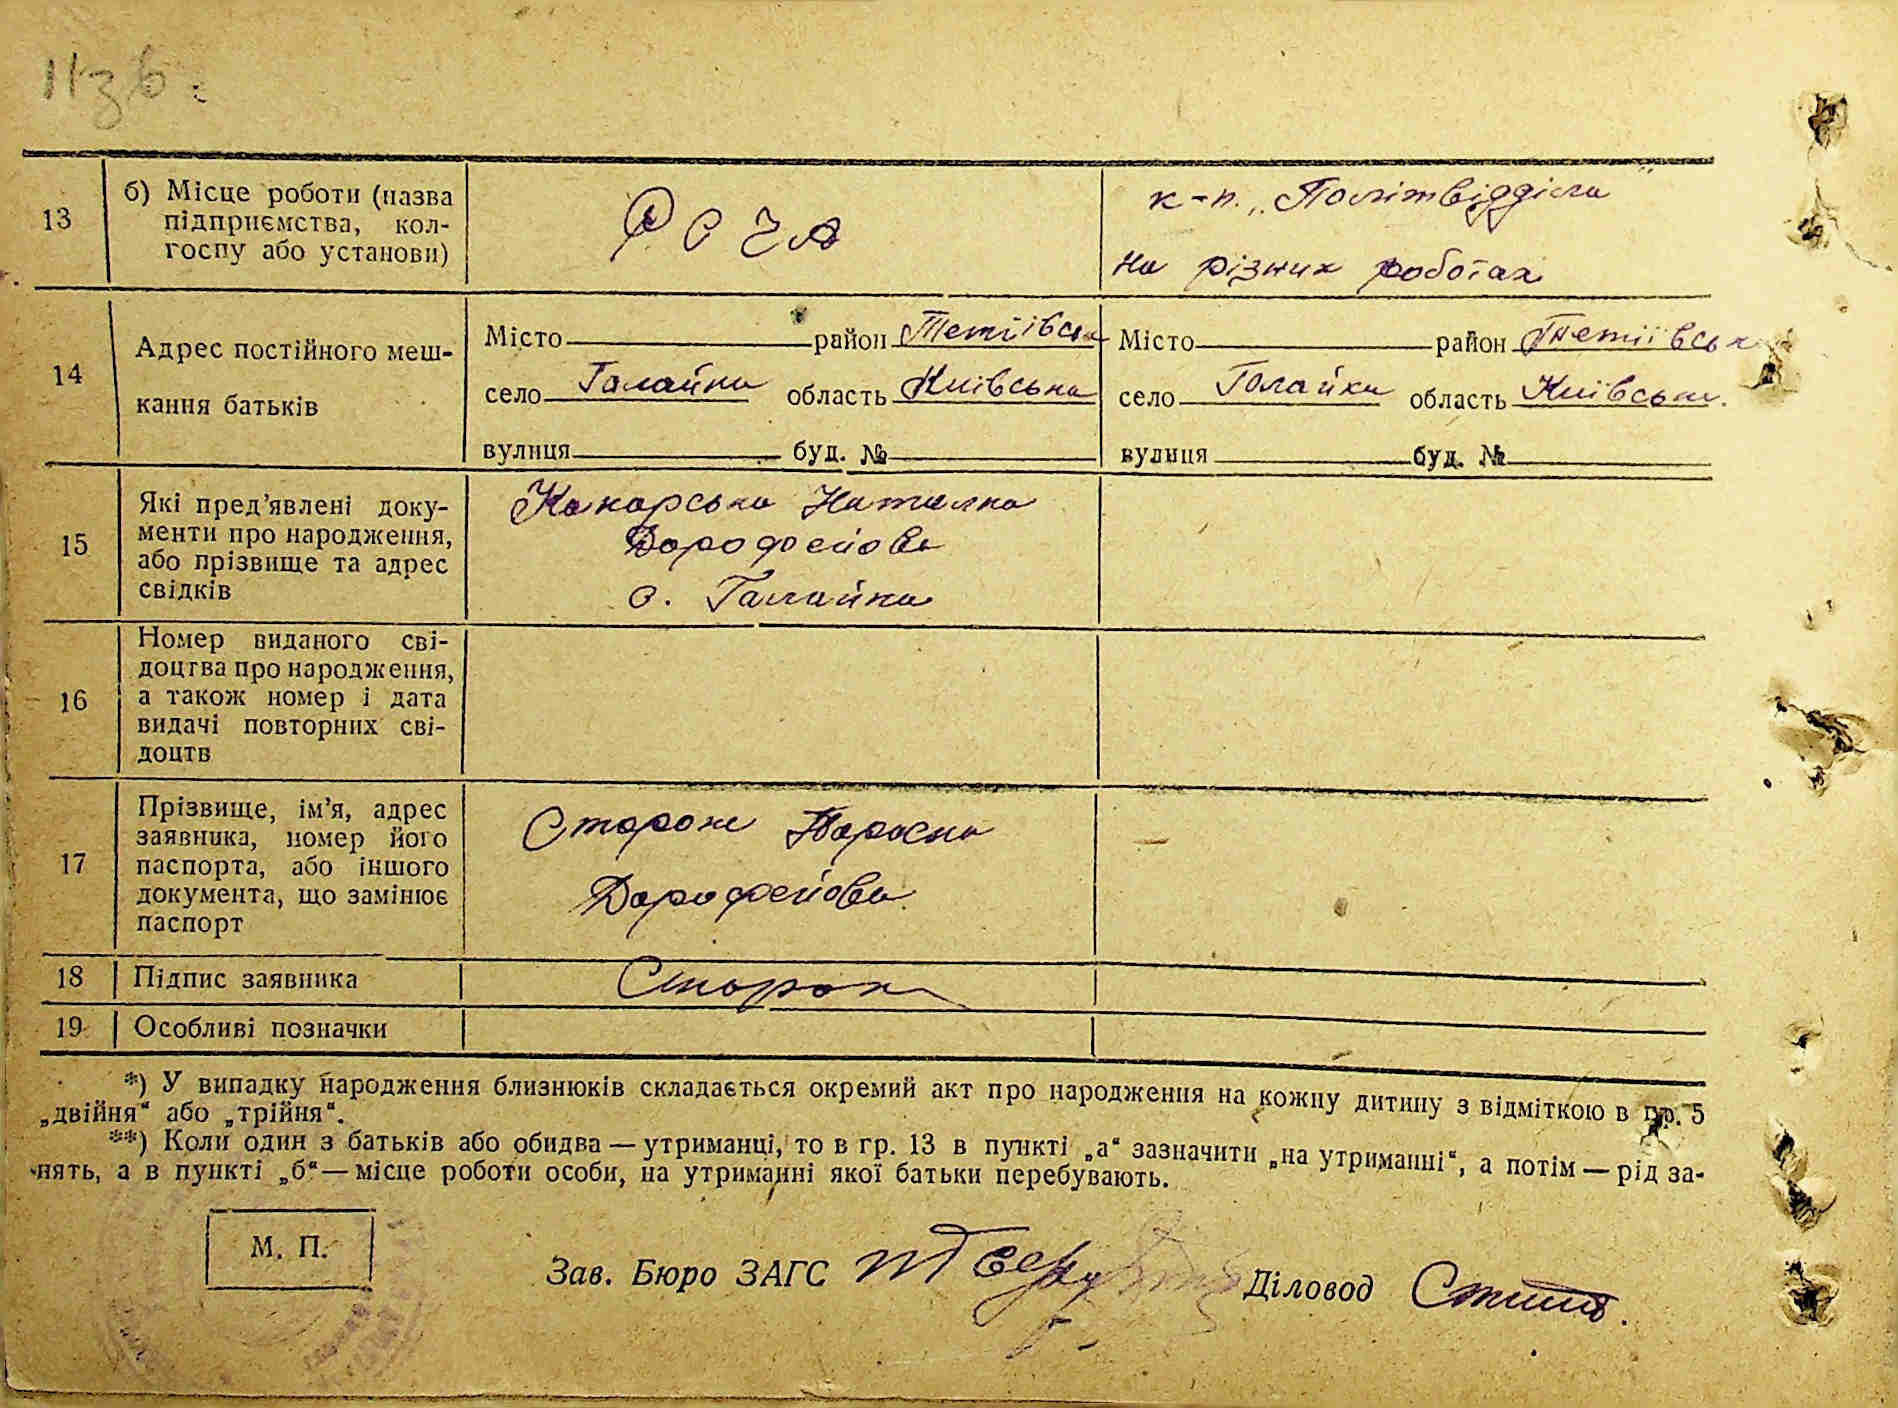 13 б) Місце роботи (назва
підприємства, кол-
госпу або установи)
Р С Ч А
к-п. „Політвідділа"
на різних роботах
14 Адрес постійного меш-
кання батьків
Місто район Тетіївськ
село Галайки область Київська
вулиця буд. №
Місто район Тетіївськ
село Галайки область Київськ.
вулиця буд. №
15 Які пред'явлені доку-
менти про народження,
або прізвище та адрес
свідків
Наталка
Дорофейовa
с. Галайки
16 Номер виданого сві-
доцтва про народження,
а також номер і дата
видачі повторних сві-
доцтв
17 Прізвище, ім'я, адрес
заявника, номер його
паспорта, або іншого
документа, що замінює
паспорт
Сторож Параска
Дорофейова
18 Підпис заявника
Сторож
19 Особливі позначки
*) У випадку народження близнюків складається окремий акт про народження на кожну дитину з відміткою в гр. 5
„двійня“ або „трійня“.
**) Коли один з батьків або обидва — утриманці, то в гр. 13 в пункті „а“ зазначити „на утриманні“, а потім — рід за-
нять, а в пункті „б“ — місце роботи особи, на утриманні якої батьки перебувають.
М. П.
Зав. Бюро ЗАГС
Діловод